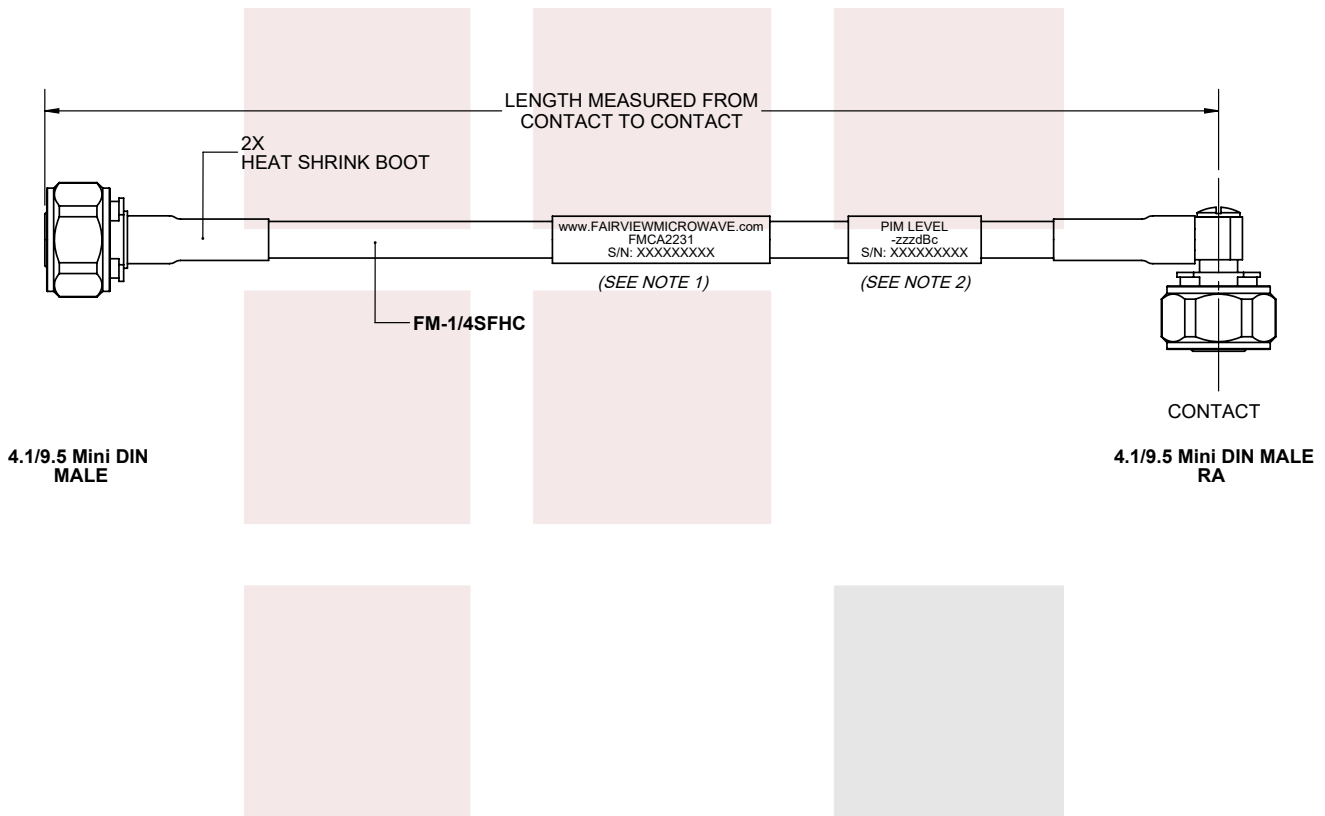 LENGTH MEASURED FROM
CONTACT TO CONTACT
2X
HEAT SHRINK BOOT
www.FAIRVIEWMICROWAVE.com
FMCA2231
S/N: XXXXXXXXX
PIM LEVEL
-zzzdBc
S/N: XXXXXXXXX
(SEE NOTE 1)
(SEE NOTE 2)
FM-1/4SFHC
CONTACT
4.1/9.5 Mini DIN
MALE
4.1/9.5 Mini DIN MALE
RA